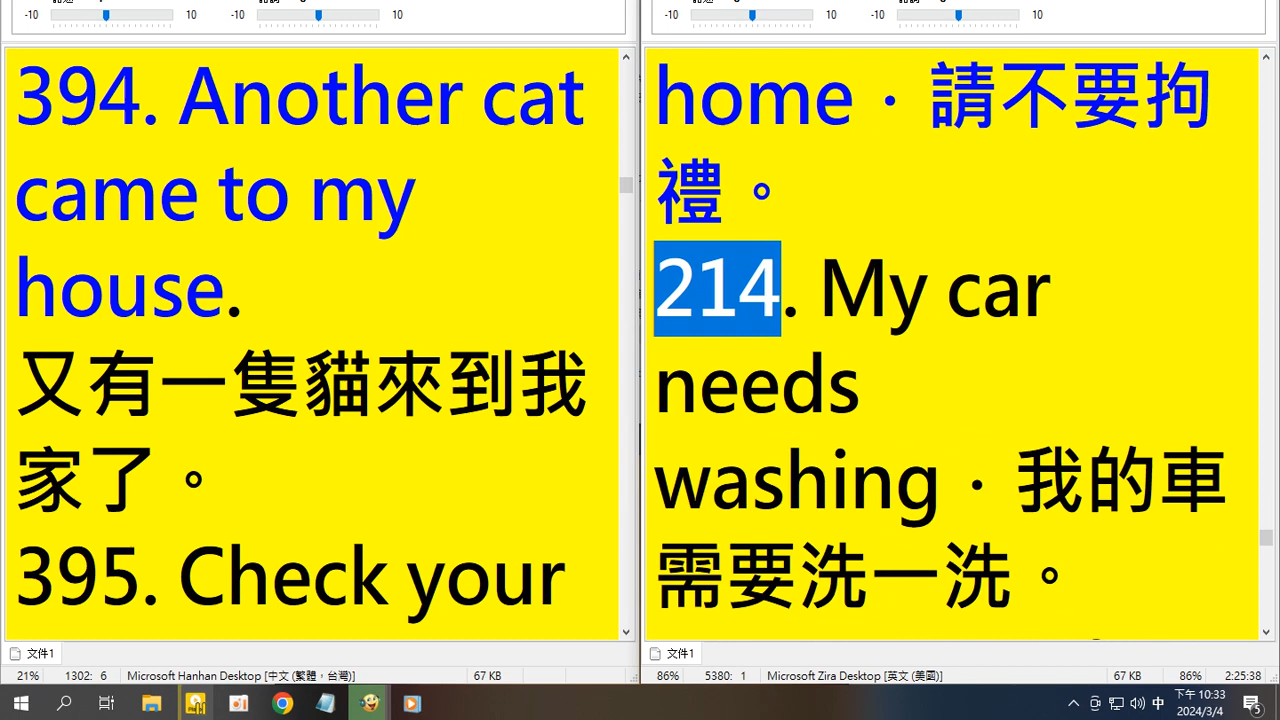 -10
10
-10
10
394. Another cat
came to my
house.
又有一隻貓來到我
家了。
395. Check your
文件1
21%
1302: 6
Microsoft Hanhan Desktop [中文 (繁體，台灣)]
67 KB
-10
10
-10
10
home．請不要拘
禮。
214. My car
needs
washing．我的車
需要洗一洗。
文件1
86%
5380: 1
Microsoft Zira Desktop [英文 (美國)]
67 KB
86%
2:25:38
中
下午 10:33
2024/3/4
5